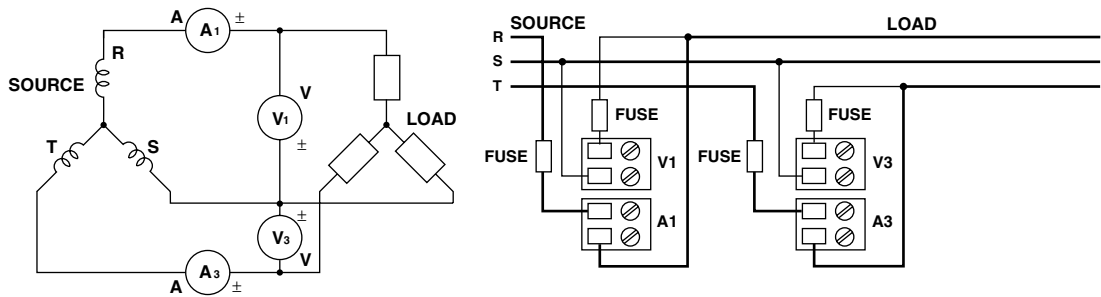 A A1 ±
R
SOURCE
V
V1
±
LOAD
T S
±
V3
V
A A3 ±
SOURCE LOAD
R
S
T
FUSE FUSE
FUSE V1 FUSE V3
A1 A3